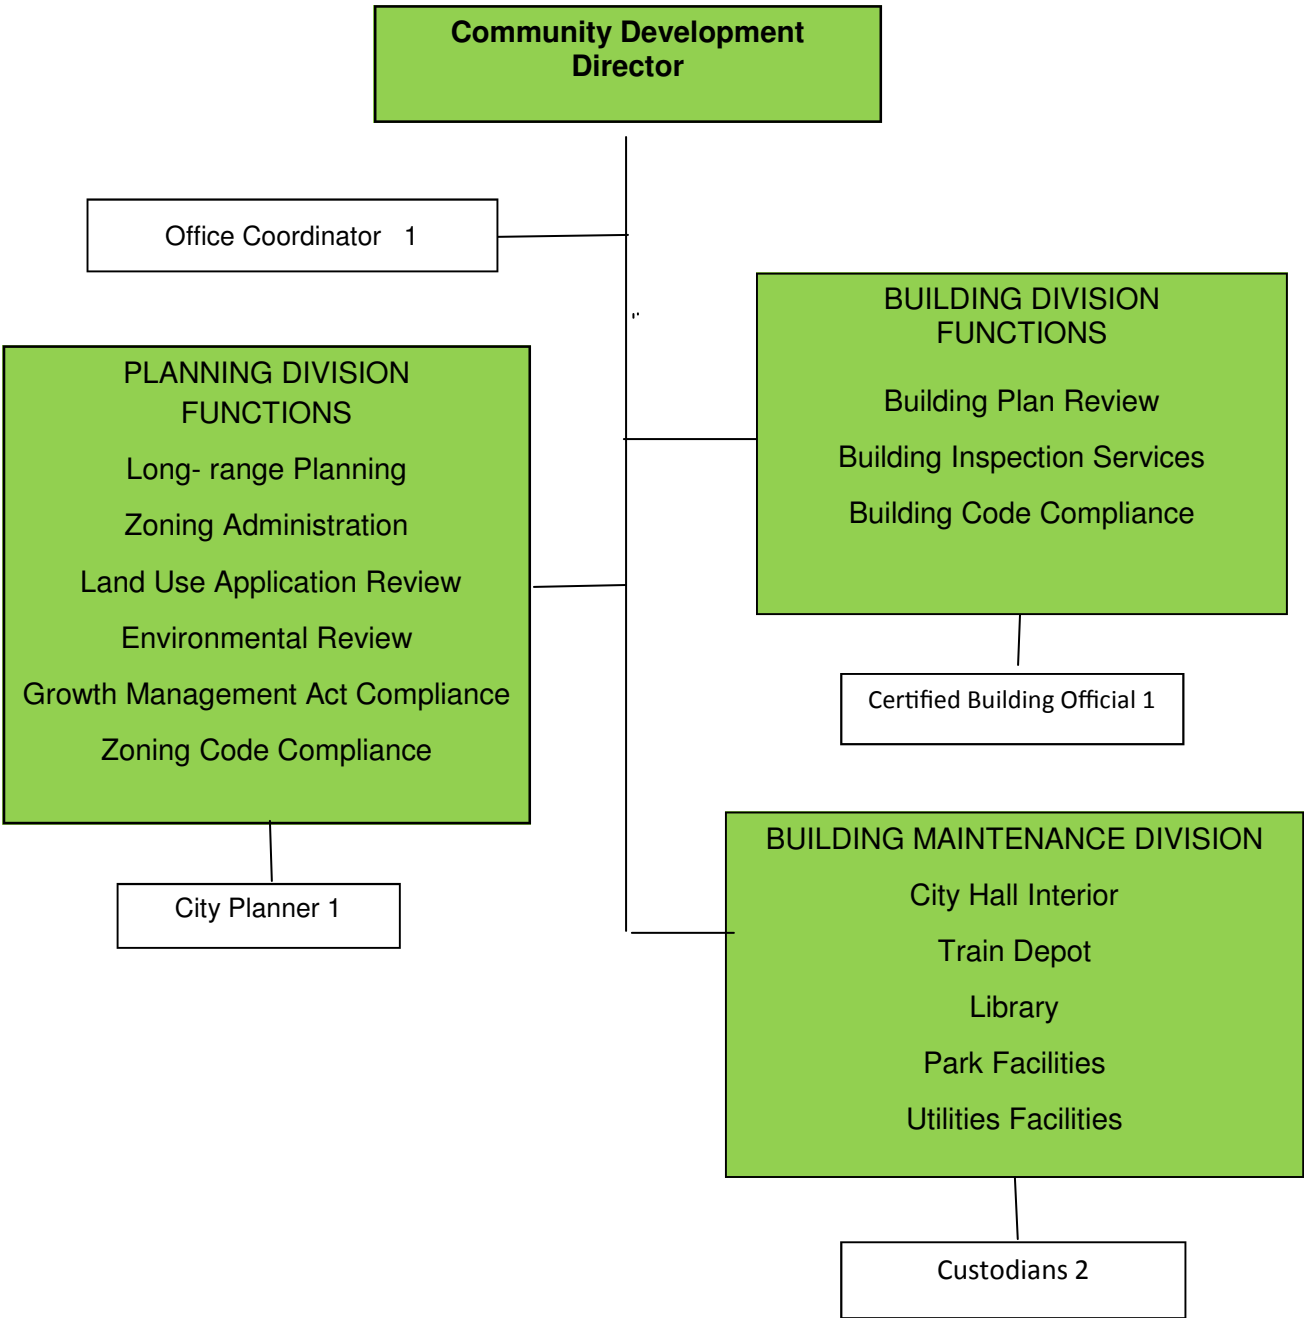 Community Development
Director
Office Coordinator 1
BUILDING DIVISION
FUNCTIONS
Building Plan Review
Building Inspection Services
Building Code Compliance
PLANNING DIVISION
FUNCTIONS
Long- range Planning
Zoning Administration
Land Use Application Review
Environmental Review
Growth Management Act Compliance
Zoning Code Compliance
Certified Building Official 1
City Planner 1
BUILDING MAINTENANCE DIVISION
City Hall Interior
Train Depot
Library
Park Facilities
Utilities Facilities
Custodians 2